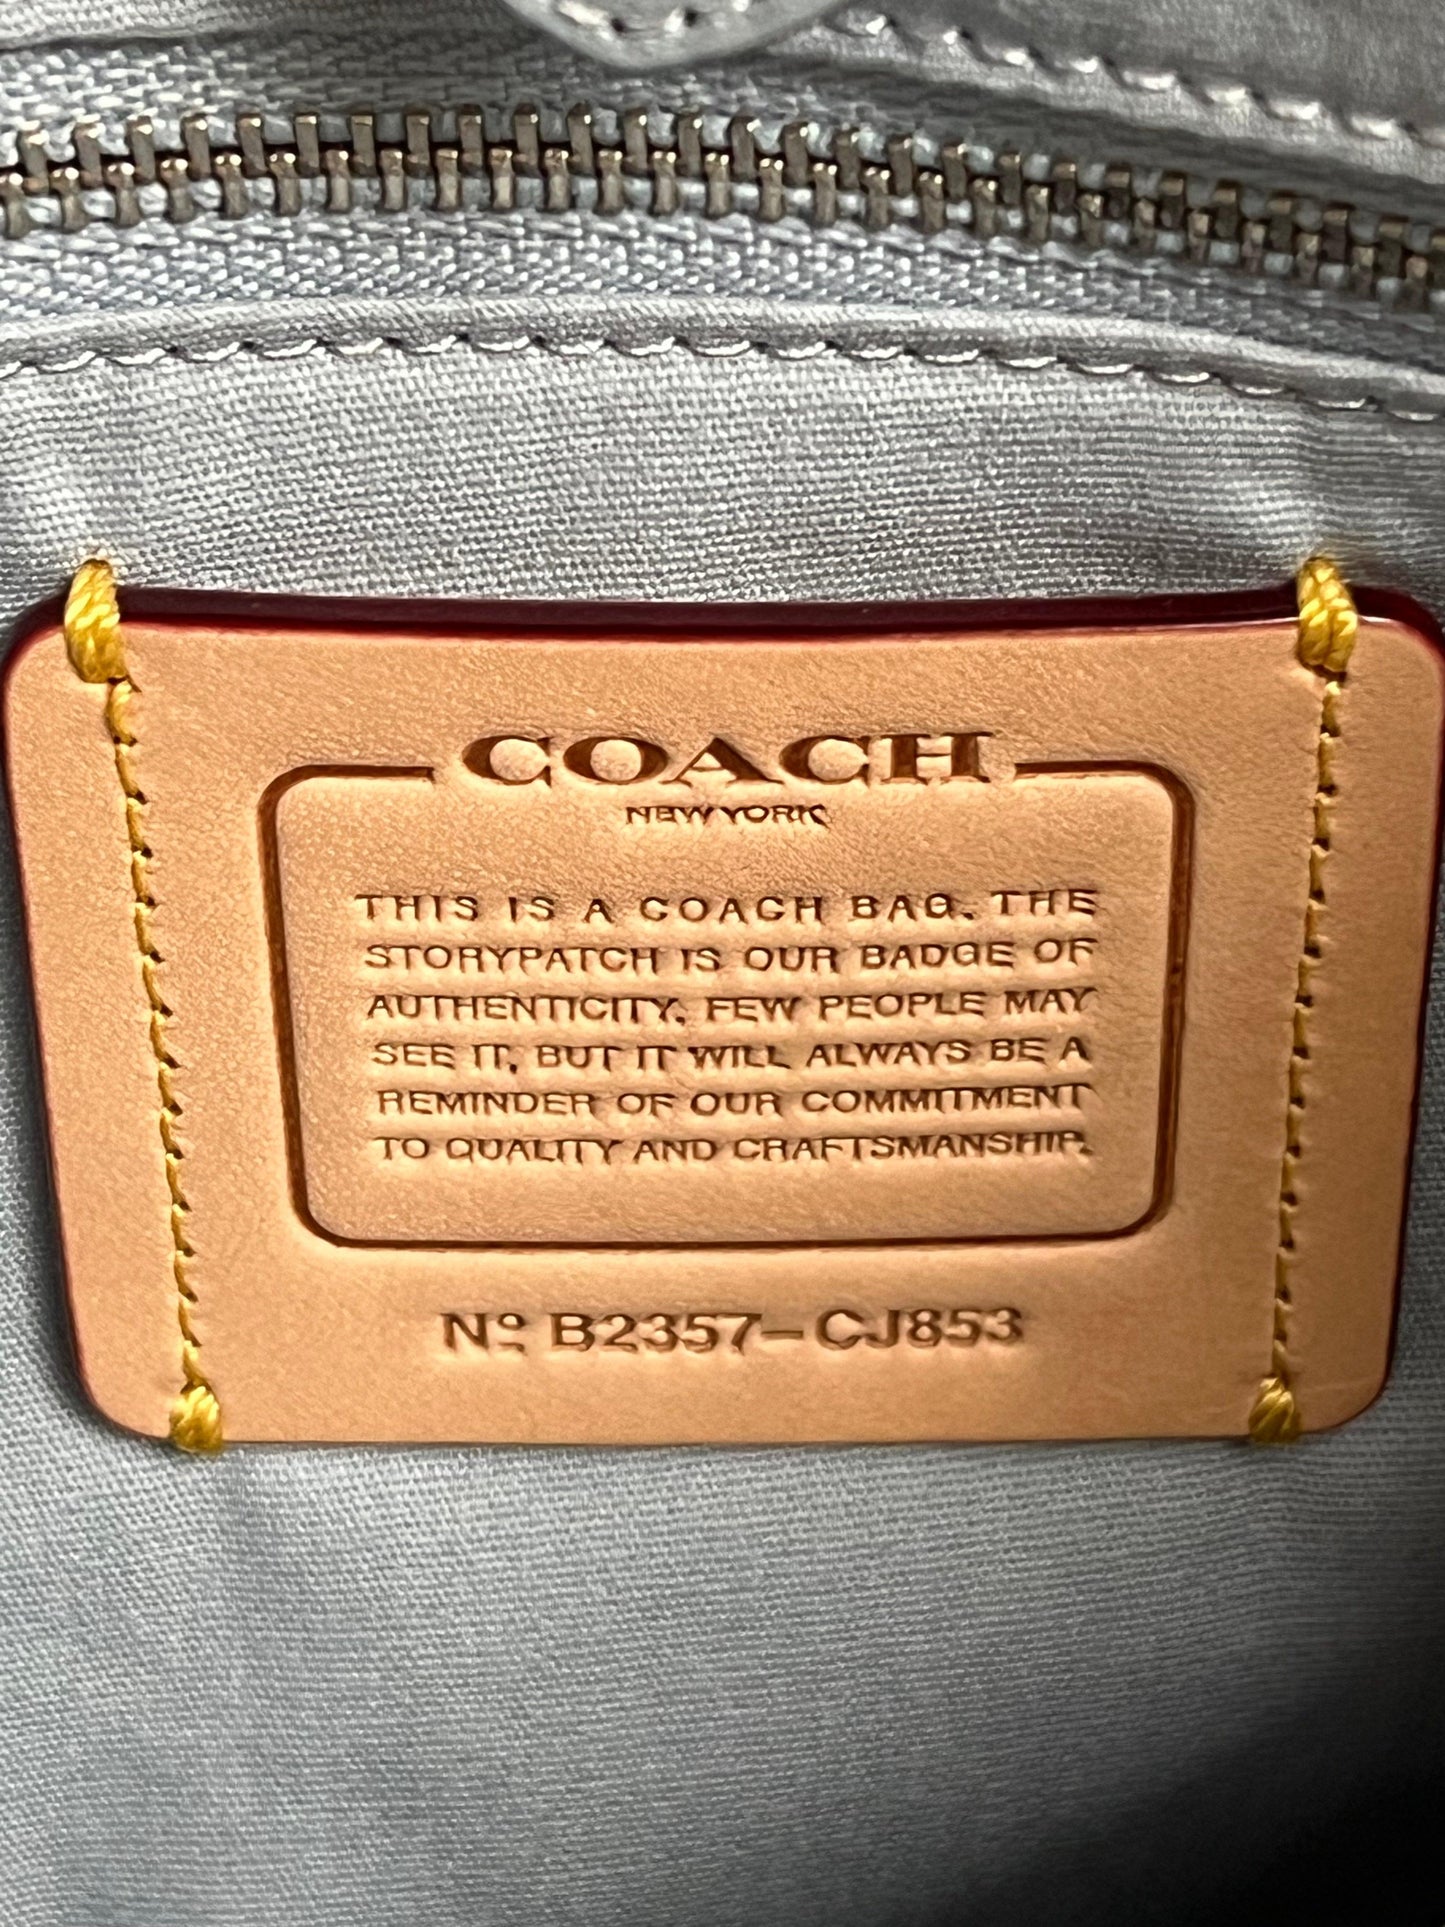 COACH
NEW YORK
THIS IS A COACH BAG. THE
STORYPATCH IS OUR BADGE OF
AUTHENTICITY. FEW PEOPLE MAY
SEE IT, BUT IT WILL ALWAYS BE A
REMINDER OF OUR COMMITMENT
TO QUALITY AND CRAFTSMANSHIP.
Nº B2357-CJ853